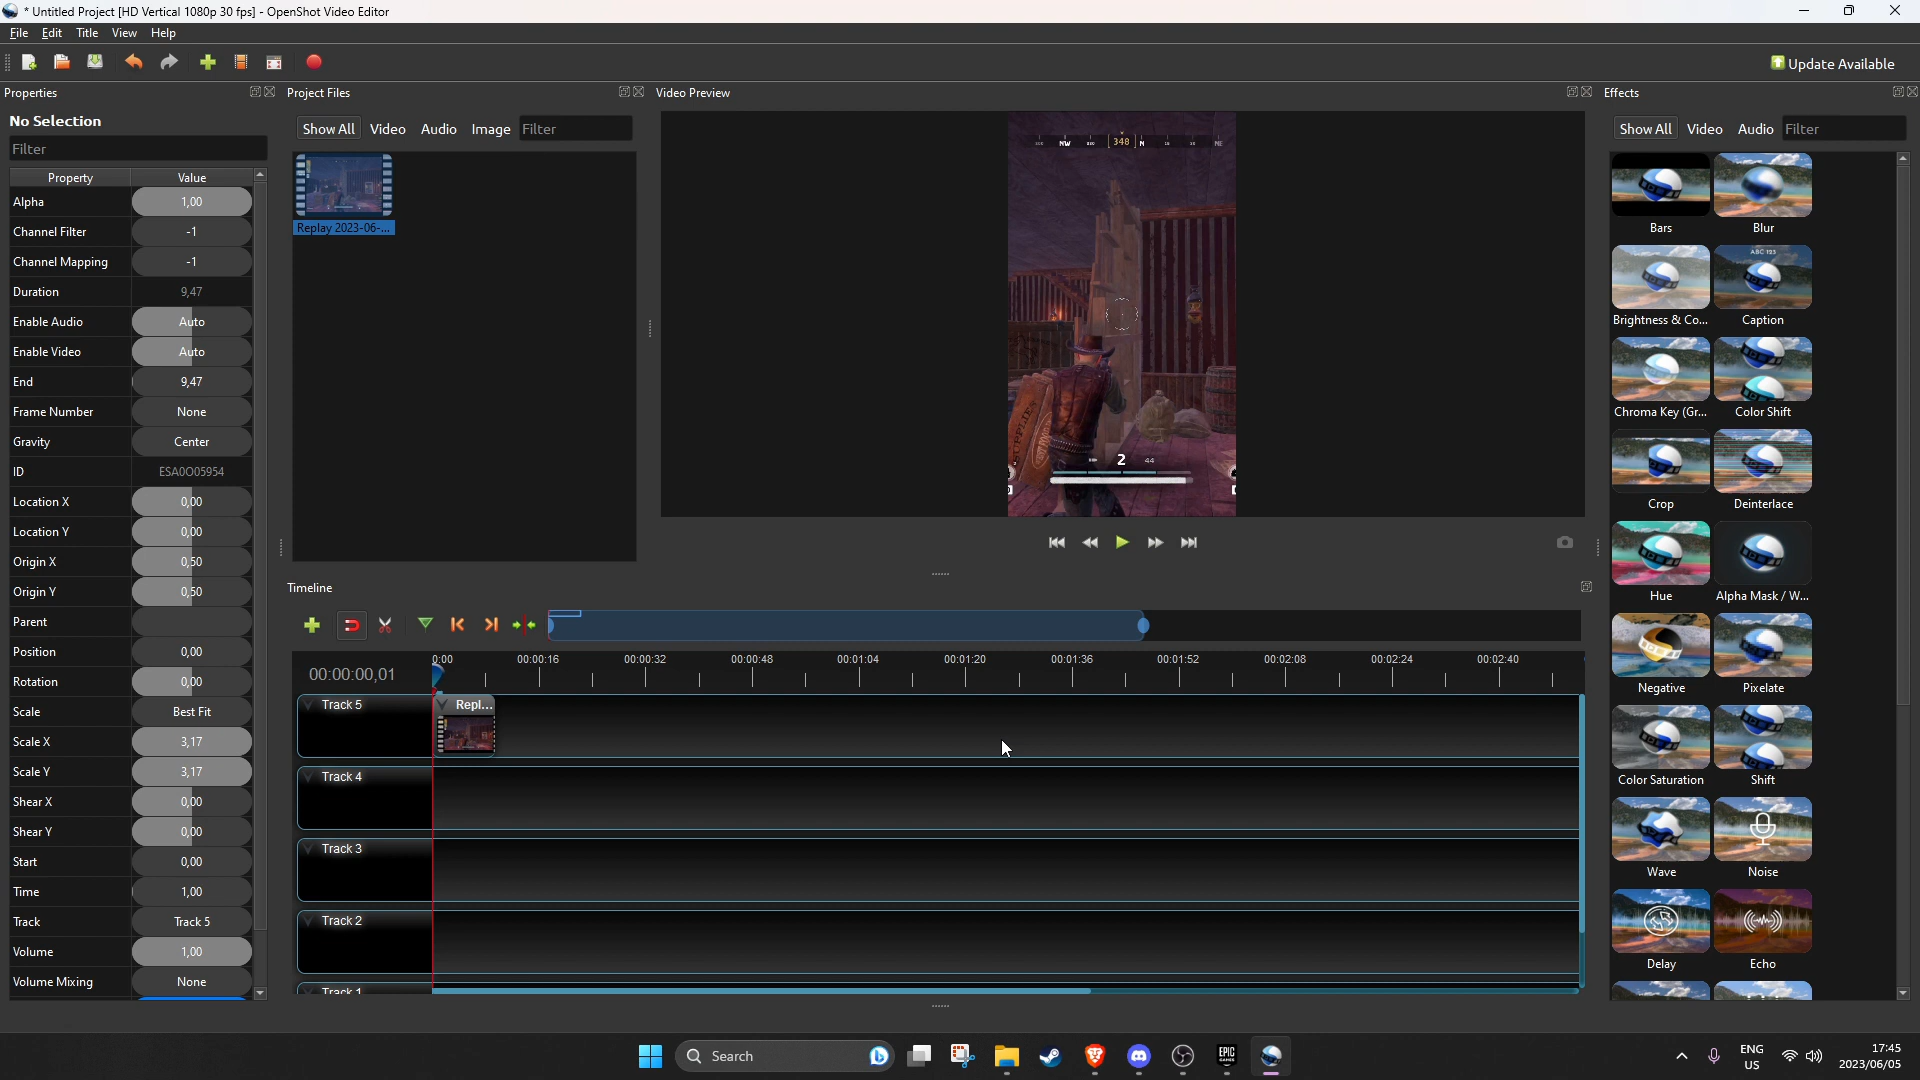 * Untitled Project [HD Vertical 1080p 30 fps] - OpenShot Video Editor
File Edit Title View Help
Update Available
Properties
No Selection
Filter
Property Value
Alpha 1,00
Channel Filter -1
Channel Mapping -1
Duration 9,47
Enable Audio Auto
Enable Video Auto
End 9,47
Frame Number None
Gravity Center
ID ESA0O05954
Location X 0,00
Location Y 0,00
Origin X 0,50
Origin Y 0,50
Parent
Position 0,00
Rotation 0,00
Scale Best Fit
Scale X 3,17
Scale Y 3,17
Shear X 0,00
Shear Y 0,00
Start 0,00
Time 1,00
Track Track 5
Volume 1,00
Volume Mixing None
Project Files
Show All Video Audio Image Filter
Replay 2023-06-...
Video Preview
NW 340 N NE
2 44
SUPPLIES
Timeline
00:00:00,01
0:00 00:00:16 00:00:32 00:00:48 00:01:04 00:01:20 00:01:36 00:01:52 00:02:08 00:02:24 00:02:40
Track 5 Repl...
Track 4
Track 3
Track 2
Track 1
Effects
Show All Video Audio Filter
Bars Blur
ABC 123
Brightness & Co... Caption
Chroma Key (Gr... Color Shift
Crop Deinterlace
Hue Alpha Mask / W...
Negative Pixelate
Color Saturation Shift
Wave Noise
Delay Echo
Search
EPIC GAMES
ENG US
17:45
2023/06/05